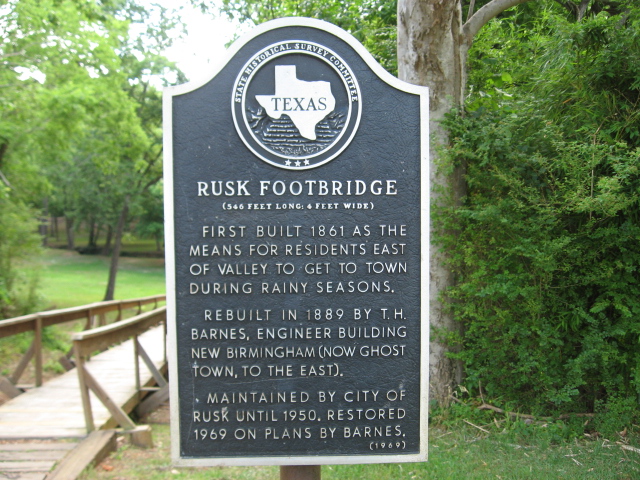 STATE HISTORICAL SURVEY COMMITTEE
TEXAS
RUSK FOOTBRIDGE
(546 FEET LONG; 4 FEET WIDE)
FIRST BUILT 1861 AS THE
MEANS FOR RESIDENTS EAST
OF VALLEY TO GET TO TOWN
DURING RAINY SEASONS.
REBUILT IN 1889 BY T.H.
BARNES, ENGINEER BUILDING
NEW BIRMINGHAM (NOW GHOST
TOWN, TO THE EAST).
MAINTAINED BY CITY OF
RUSK UNTIL 1950. RESTORED
1969 ON PLANS BY BARNES.
(1969)